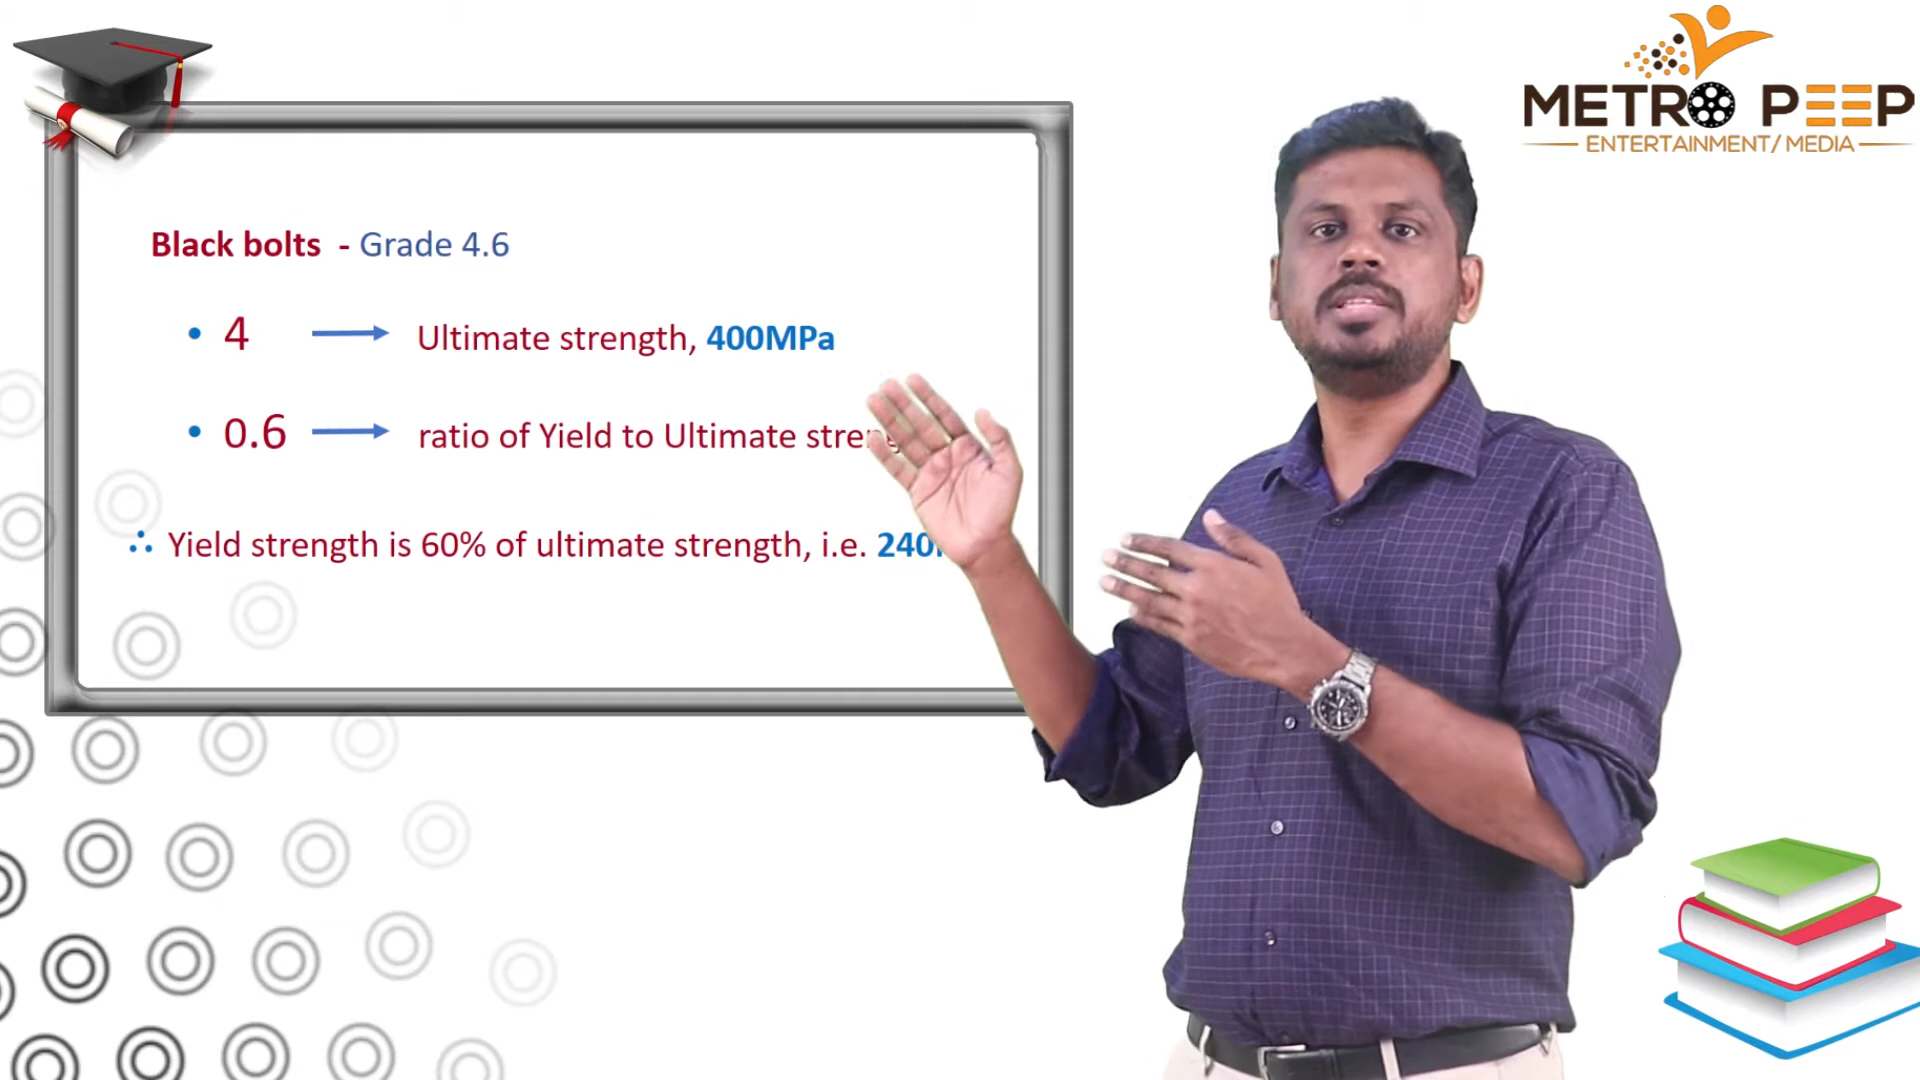 METRO PEEP
ENTERTAINMENT/ MEDIA
Black bolts - Grade 4.6
• 4 → Ultimate strength, 400MPa
• 0.6 → ratio of Yield to Ultimate
∴ Yield strength is 60% of ultimate strength, i.e. 240